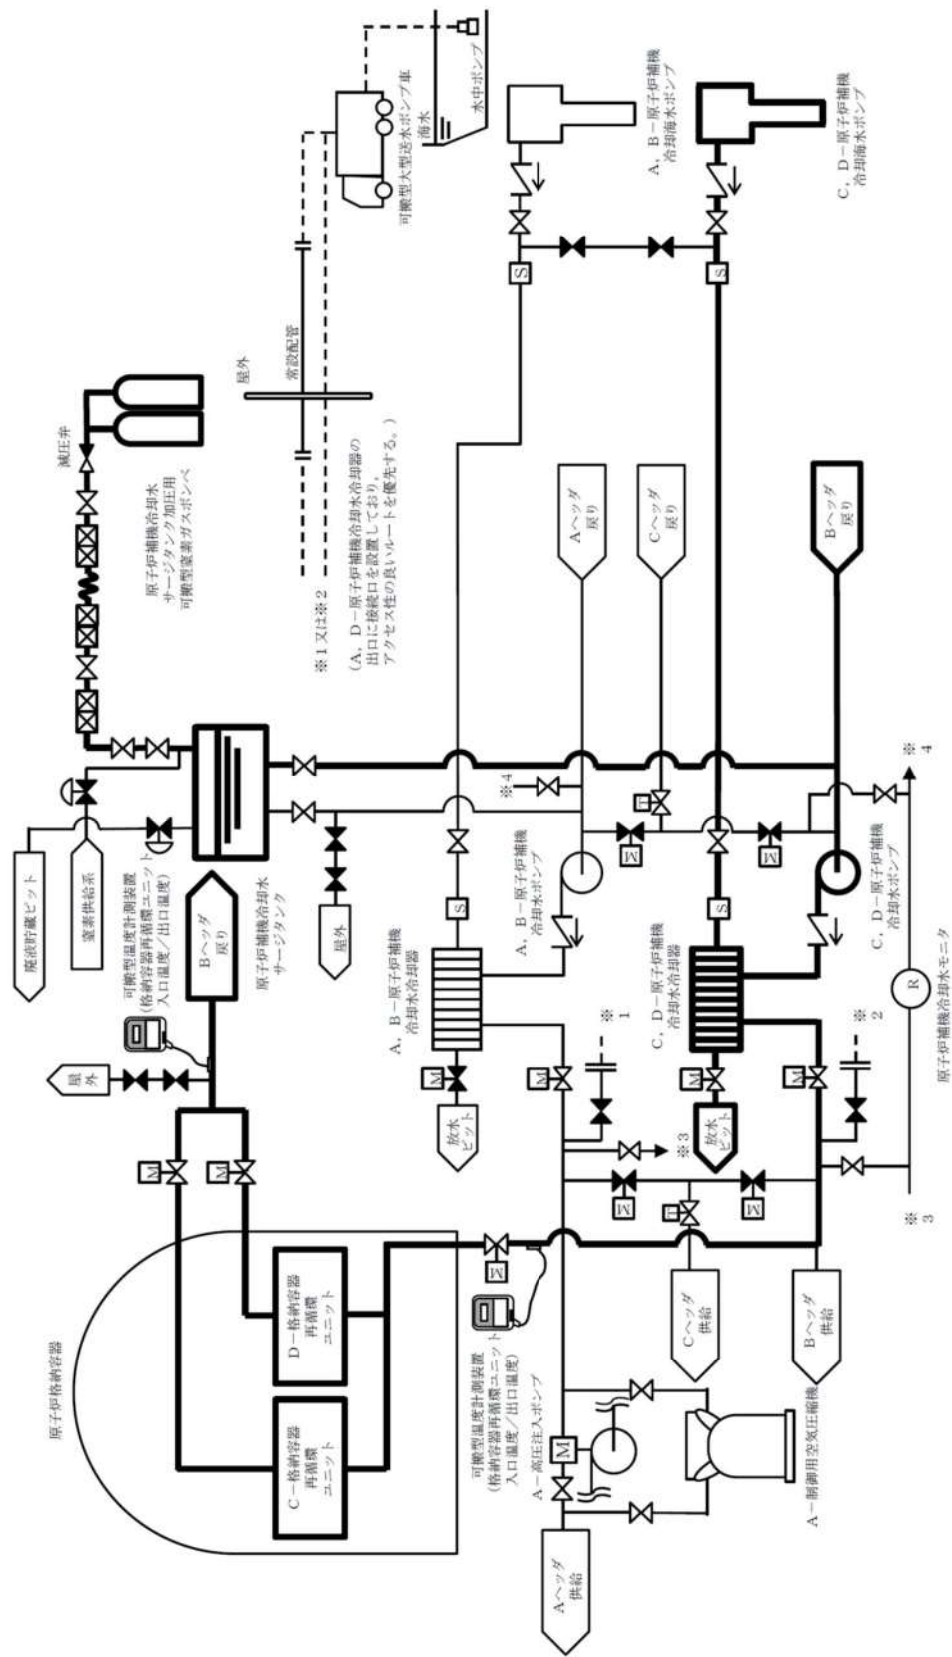 原子炉格納容器
C－格納容器
再循環
ユニット
D－格納容器
再循環
ユニット
M
M
M
屋外
可搬型温度計測装置
(格納容器再循環ユニット
入口温度/出口温度)
Bヘッダ
戻り
廃液貯蔵ピット
窒素供給系
原子炉補機冷却水
サージタンク
屋外
減圧弁
原子炉補機冷却水
サージタンク加圧用
可搬型窒素ガスボンベ
屋外
常設配管
※1又は※2
(A，D－原子炉補機冷却水冷却器の
出口に接続口を設置しており，
アクセス性の良いルートを優先する。)
可搬型大型送水ポンプ車
海水
水中ポンプ
可搬型温度計測装置
(格納容器再循環ユニット
入口温度/出口温度)
A，B－原子炉補機
冷却水冷却器
M
放水
ピット
S
S
A，B－原子炉補機
冷却海水ポンプ
※4
Aヘッダ
戻り
A，B－原子炉補機
冷却水ポンプ
M
※1
※3
Aヘッダ
供給
A－高圧注入ポンプ
M
M
T
M
Cヘッダ
供給
M
T
M
Cヘッダ
戻り
C，D－原子炉補機
冷却水冷却器
M
放水
ピット
S
S
C，D－原子炉補機
冷却海水ポンプ
A－制御用空気圧縮機
Bヘッダ
供給
M
※2
C，D－原子炉補機
冷却水ポンプ
Bヘッダ
戻り
※3
R
原子炉補機冷却水モニタ
※4